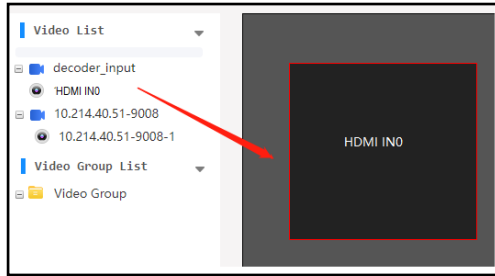 Video List
decoder_input
'HDMI IN0
10.214.40.51-9008
10.214.40.51-9008-1
Video Group List
Video Group
HDMI IN0